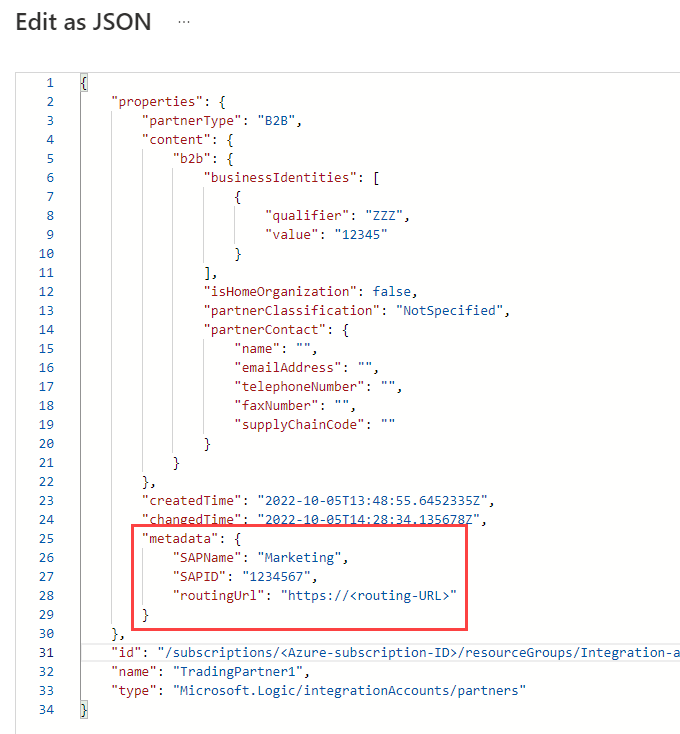 Edit as JSON ...
1 {
2 "properties": {
3 "partnerType": "B2B",
4 "content": {
5 "b2b": {
6 "businessIdentities": [
7 {
8 "qualifier": "ZZZ",
9 "value": "12345"
10 }
11 ],
12 "isHomeOrganization": false,
13 "partnerClassification": "NotSpecified",
14 "partnerContact": {
15 "name": "",
16 "emailAddress": "",
17 "telephoneNumber": "",
18 "faxNumber": "",
19 "supplyChainCode": ""
20 }
21 }
22 },
23 "createdTime": "2022-10-05T13:48:55.6452335Z",
24 "changedTime": "2022-10-05T14:28:34.135678Z",
25 "metadata": {
26 "SAPName": "Marketing",
27 "SAPID": "1234567",
28 "routingUrl": "https://<routing-URL>"
29 }
30 },
31 "id": "/subscriptions/<Azure-subscription-ID>/resourceGroups/Integration-a
32 "name": "TradingPartner1",
33 "type": "Microsoft.Logic/integrationAccounts/partners"
34 }